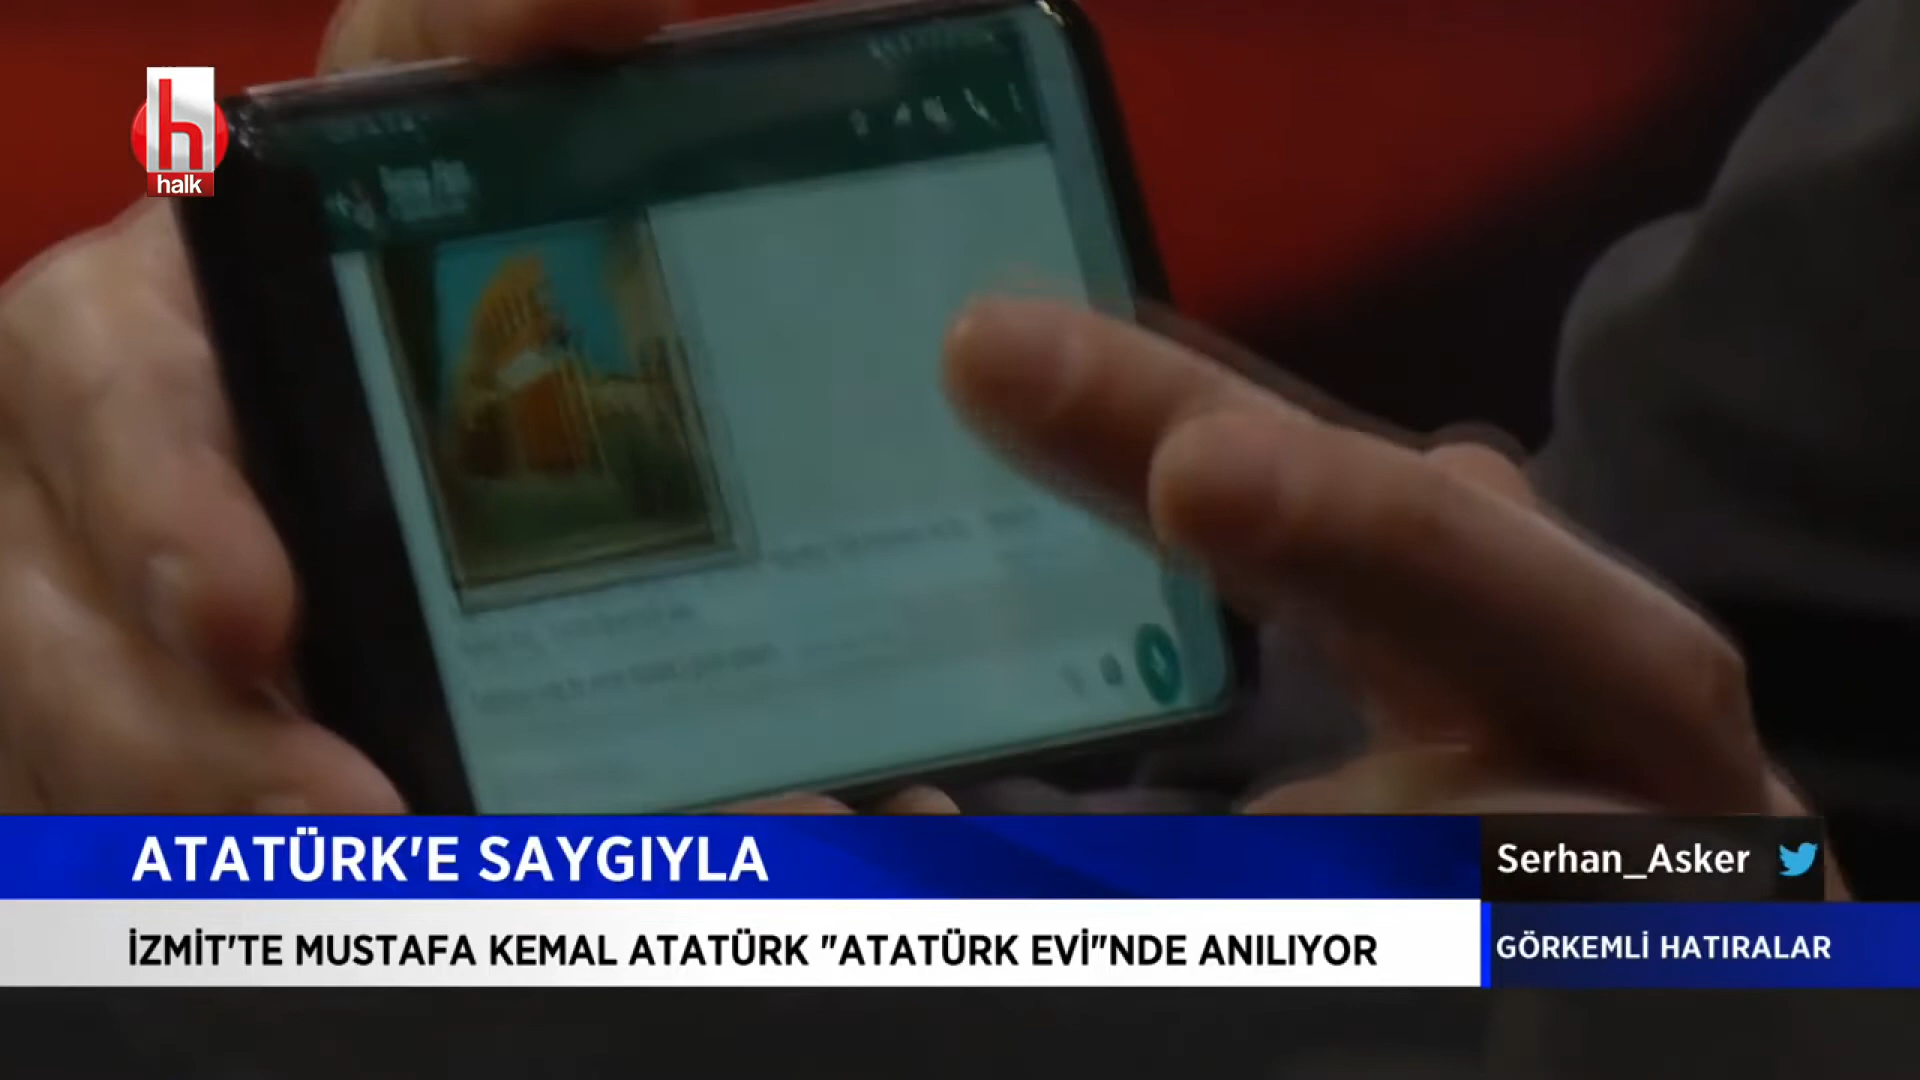 h
halk
ATATÜRK'E SAYGIYLA
Serhan_Asker
İZMİT'TE MUSTAFA KEMAL ATATÜRK "ATATÜRK EVİ"NDE ANILIYOR
GÖRKEMLİ HATIRALAR